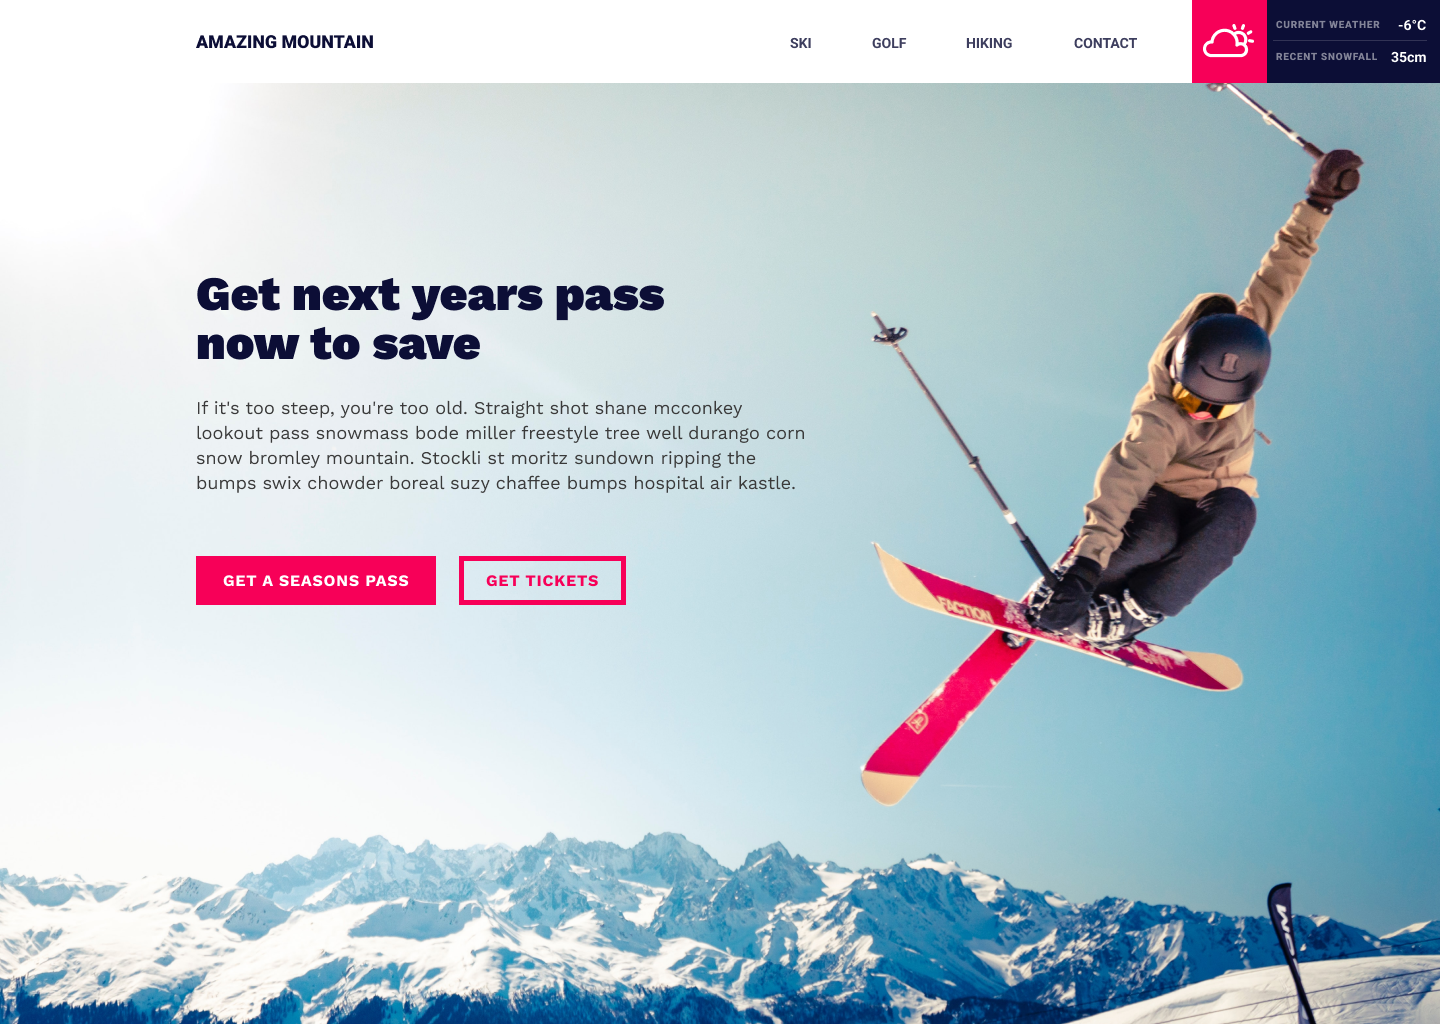 AMAZING MOUNTAIN
SKI
GOLF
HIKING
CONTACT
CURRENT WEATHER -6°C
RECENT SNOWFALL 35cm
Get next years pass
now to save
If it's too steep, you're too old. Straight shot shane mcconkey
lookout pass snowmass bode miller freestyle tree well durango corn
snow bromley mountain. Stockli st moritz sundown ripping the
bumps swix chowder boreal suzy chaffee bumps hospital air kastle.
GET A SEASONS PASS
GET TICKETS
FACTION